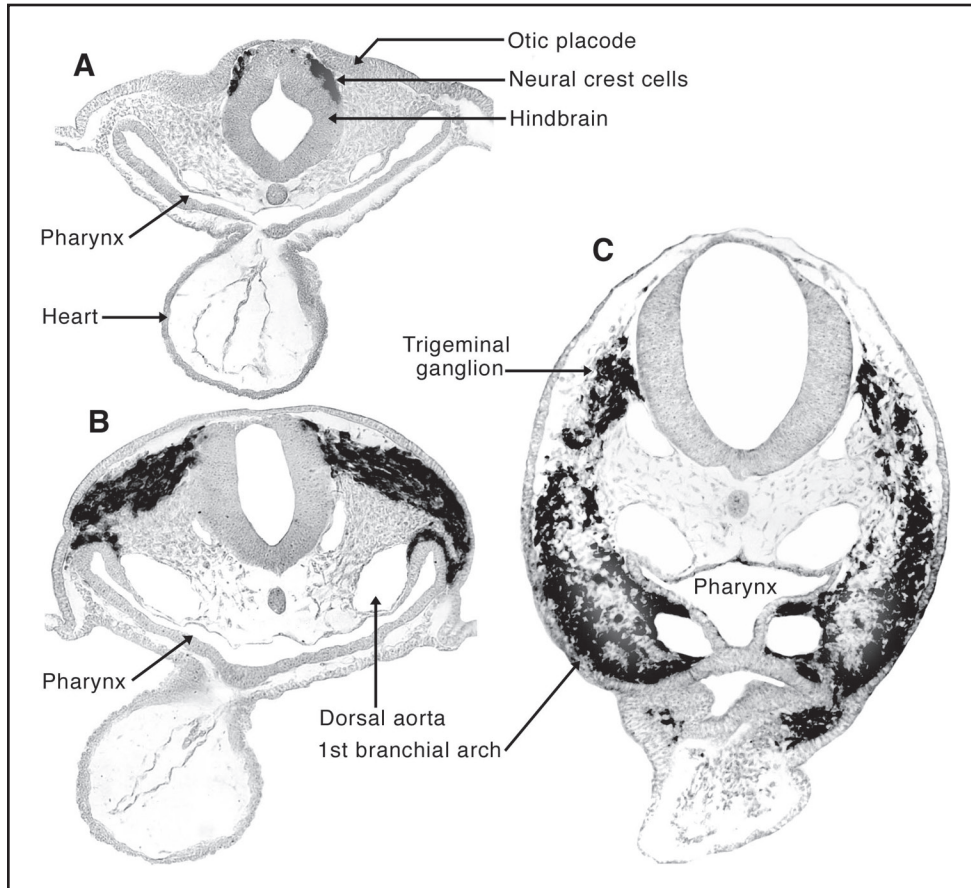 A
Otic placode
Neural crest cells
Hindbrain
Pharynx
Heart
C
Trigeminal
ganglion
B
Pharynx
Pharynx
Dorsal aorta
1st branchial arch